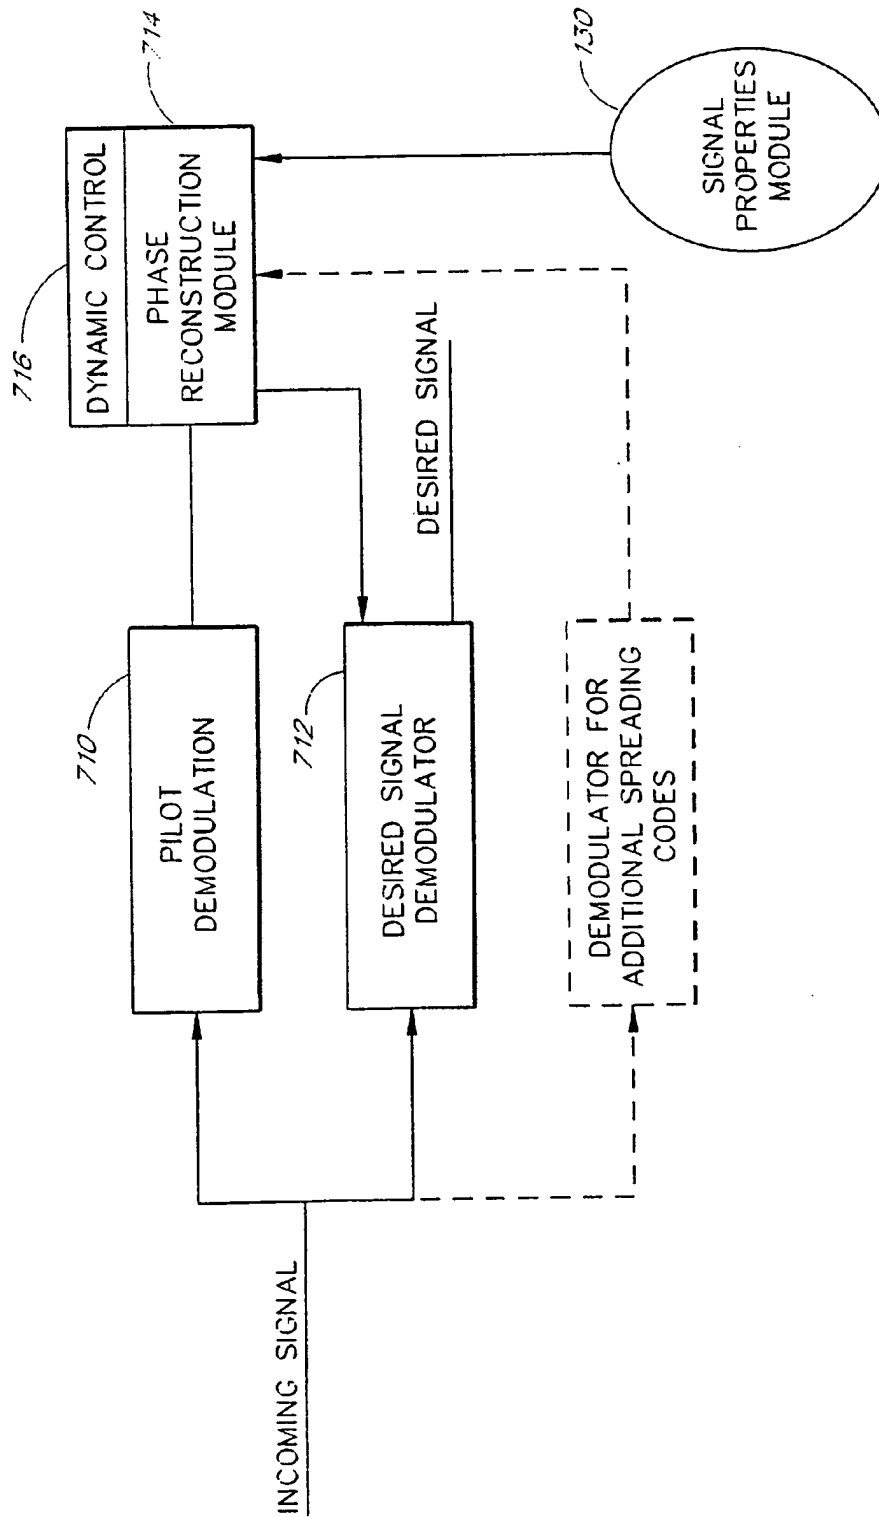 INCOMING SIGNAL
710
PILOT
DEMODULATION
712
DESIRED SIGNAL
DEMODULATOR
DEMODULATOR FOR
ADDITIONAL SPREADING
CODES
DESIRED SIGNAL
716
DYNAMIC CONTROL
714
PHASE
RECONSTRUCTION
MODULE
130
SIGNAL
PROPERTIES
MODULE